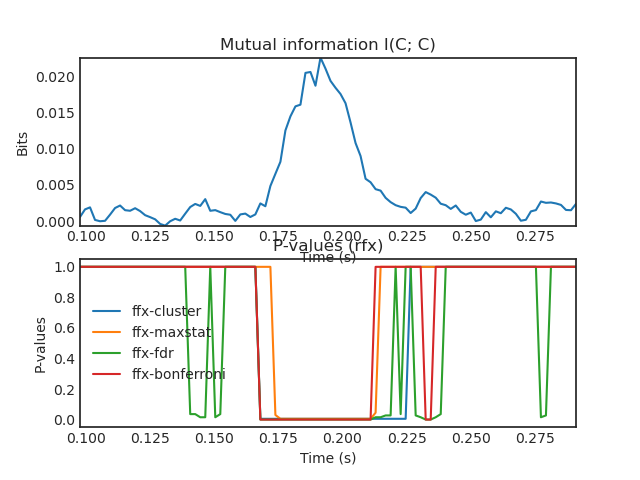 Mutual information I(C; C)
Bits
0.020
0.015
0.010
0.005
0.000
0.100 0.125 0.150 0.175 0.200 0.225 0.250 0.275
Time (s)
P-values (rfx)
P-values
1.0
0.8
0.6
0.4
0.2
0.0
ffx-cluster
ffx-maxstat
ffx-fdr
ffx-bonferroni
0.100 0.125 0.150 0.175 0.200 0.225 0.250 0.275
Time (s)